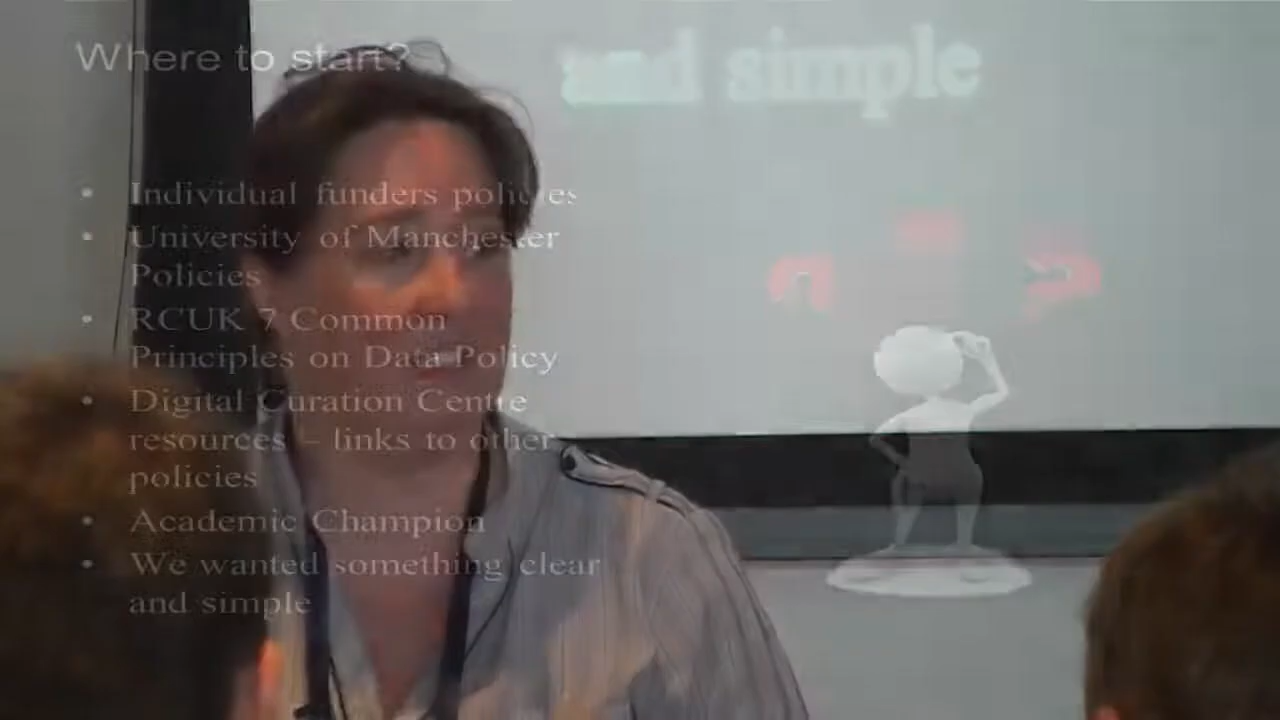 Where to start?
and simple
• Individual funders policies
• University of Manchester
Policies
• RCUK 7 Common
Principles on Data Policy
• Digital Curation Centre
resources – links to other
policies
• Academic Champion
• We wanted something clear
and simple
? ?